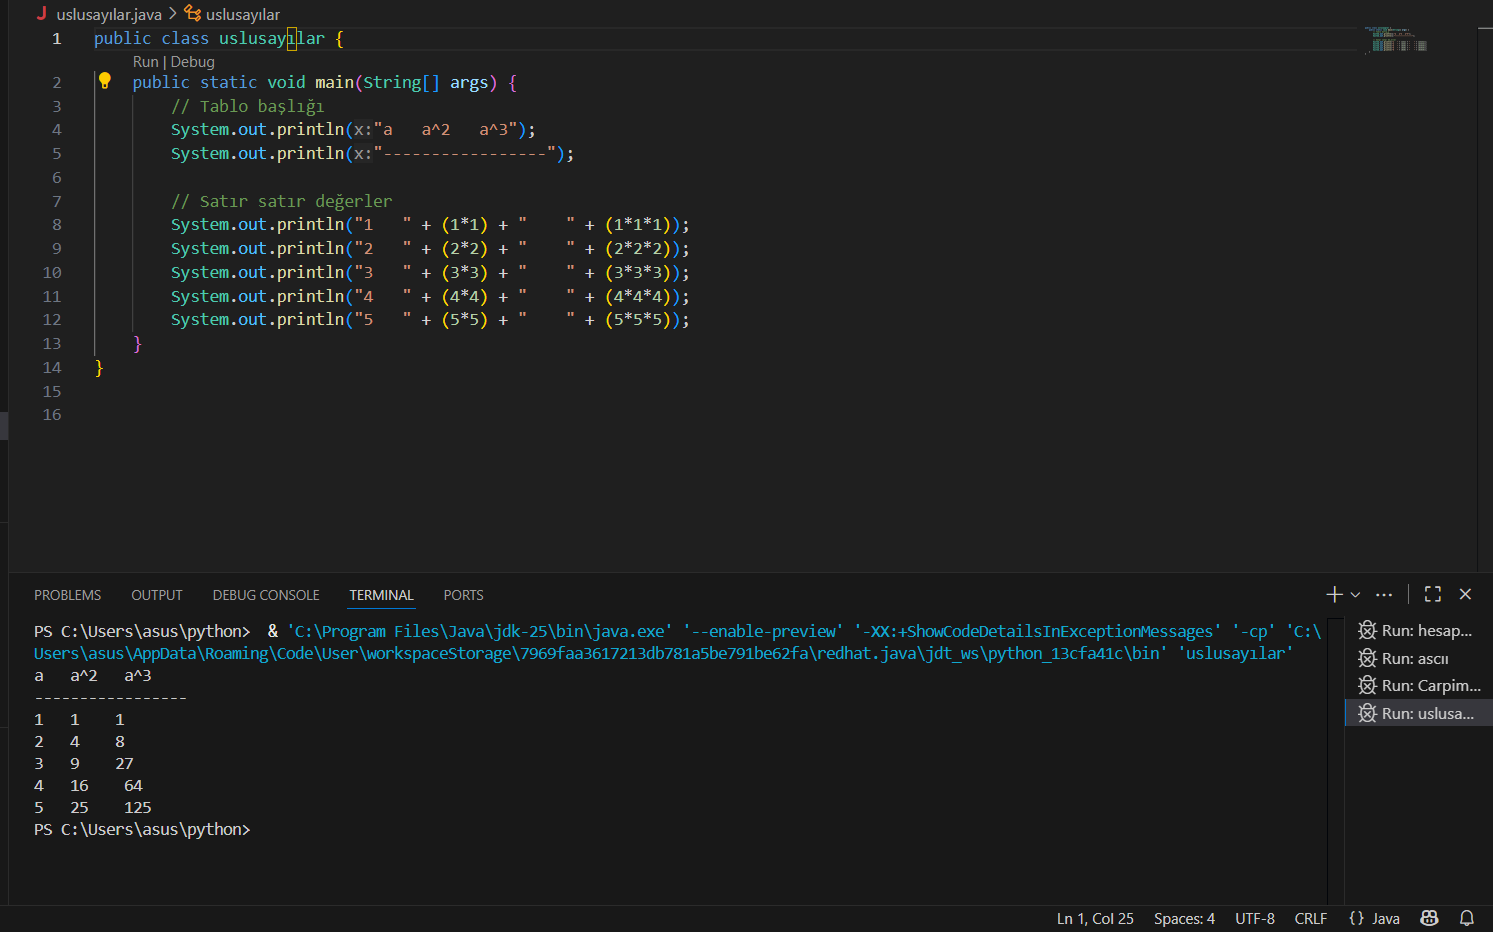 uslusayılar.java > uslusayılar
1 public class uslusayılar {
Run | Debug
2 public static void main(String[] args) {
3 // Tablo başlığı
4 System.out.println(x:"a   a^2   a^3");
5 System.out.println(x:"-----------------");
6
7 // Satır satır değerler
8 System.out.println("1   " + (1*1) + "    " + (1*1*1));
9 System.out.println("2   " + (2*2) + "    " + (2*2*2));
10 System.out.println("3   " + (3*3) + "    " + (3*3*3));
11 System.out.println("4   " + (4*4) + "    " + (4*4*4));
12 System.out.println("5   " + (5*5) + "    " + (5*5*5));
13 }
14 }
15
16
PROBLEMS OUTPUT DEBUG CONSOLE TERMINAL PORTS
PS C:\Users\asus\python>  & 'C:\Program Files\Java\jdk-25\bin\java.exe' '--enable-preview' '-XX:+ShowCodeDetailsInExceptionMessages' '-cp' 'C:\
Users\asus\AppData\Roaming\Code\User\workspaceStorage\7969faa3617213db781a5be791be62fa\redhat.java\jdt_ws\python_13cfa41c\bin' 'uslusayılar'
a   a^2   a^3
-----------------
1   1    1
2   4    8
3   9    27
4   16    64
5   25    125
PS C:\Users\asus\python>
Run: hesap...
Run: ascıı
Run: Carpim...
Run: uslusa...
Ln 1, Col 25 Spaces: 4 UTF-8 CRLF {} Java